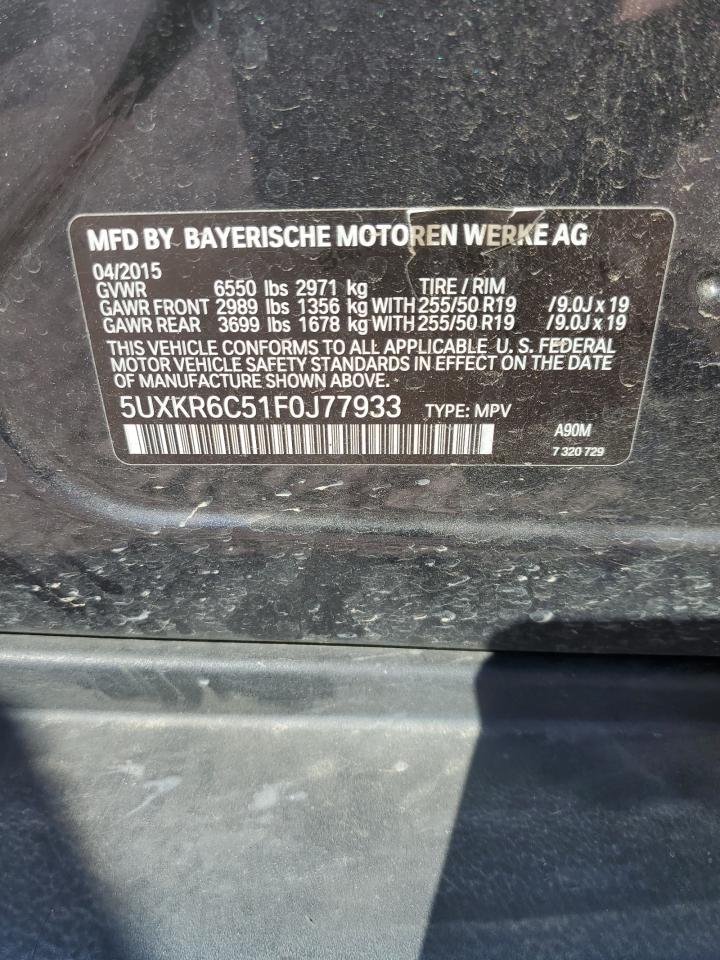 MFD BY BAYERISCHE MOTOREN WERKE AG
04/2015
GVWR 6550 lbs 2971 kg TIRE / RIM
GAWR FRONT 2989 lbs 1356 kg WITH 255/50 R19 /9.0J x 19
GAWR REAR 3699 lbs 1678 kg WITH 255/50 R19 /9.0J x 19
THIS VEHICLE CONFORMS TO ALL APPLICABLE U. S. FEDERAL
MOTOR VEHICLE SAFETY STANDARDS IN EFFECT ON THE DATE
OF MANUFACTURE SHOWN ABOVE.
5UXKR6C51F0J77933 TYPE: MPV
A90M
7 320 729